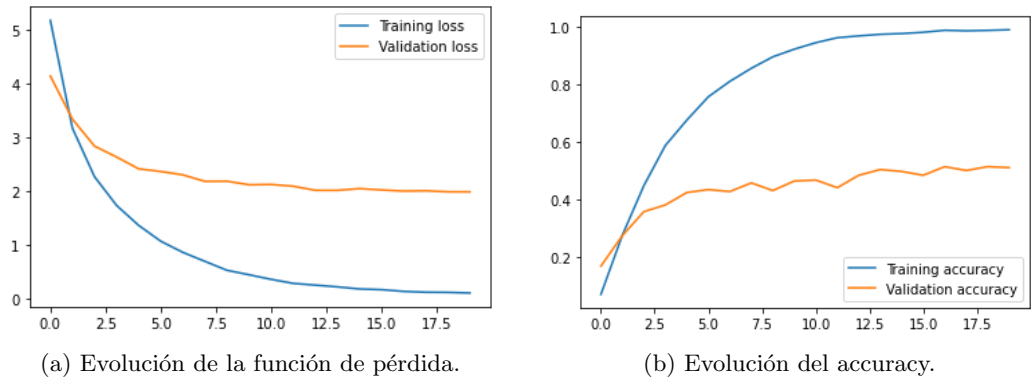 5
4
3
2
1
0
Training loss
Validation loss
0.0 2.5 5.0 7.5 10.0 12.5 15.0 17.5
(a) Evolución de la función de pérdida.
1.0
0.8
0.6
0.4
0.2
Training accuracy
Validation accuracy
0.0 2.5 5.0 7.5 10.0 12.5 15.0 17.5
(b) Evolución del accuracy.